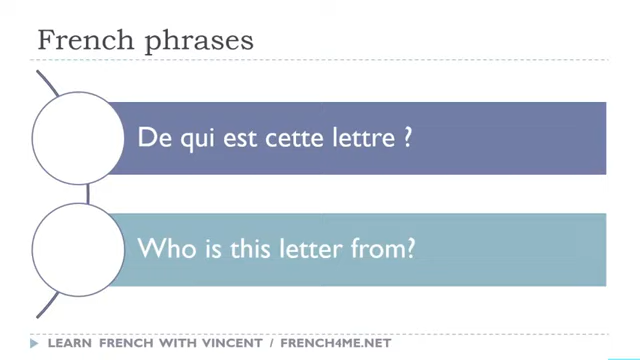 French phrases
De qui est cette lettre ?
Who is this letter from?
LEARN FRENCH WITH VINCENT / FRENCH4ME.NET